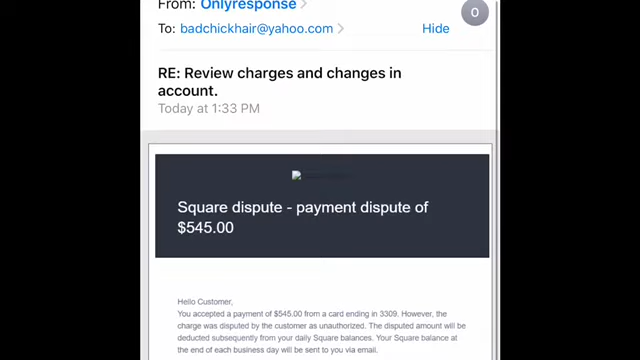 From: Onlyresponse
To: badchickhair@yahoo.com
Hide
O
RE: Review charges and changes in
account.
Today at 1:33 PM
Square dispute - payment dispute of
$545.00
Hello Customer,
You accepted a payment of $545.00 from a card ending in 3309. However, the
charge was disputed by the customer as unauthorized. The disputed amount will be
deducted subsequently from your daily Square balances. Your Square balance at
the end of each business day will be sent to you via email.